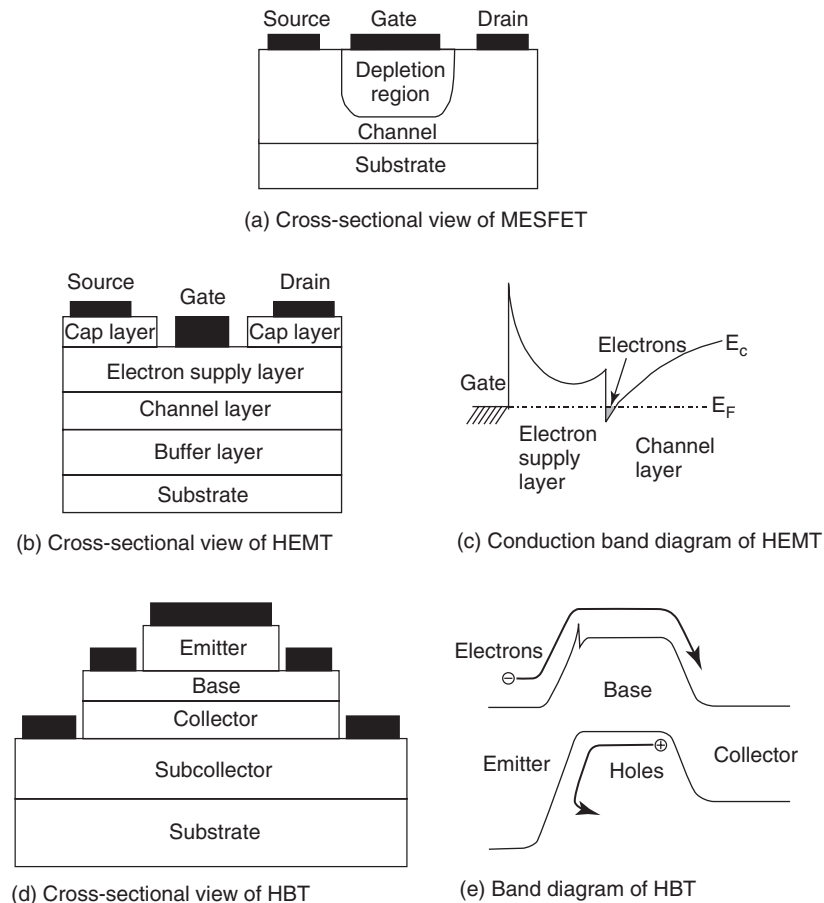 Source Gate Drain
Depletion
region
Channel
Substrate
(a) Cross-sectional view of MESFET
Source Gate Drain
Cap layer Cap layer
Electron supply layer
Channel layer
Buffer layer
Substrate
(b) Cross-sectional view of HEMT
Electrons
E_c
Gate
E_F
Electron
supply
layer
Channel
layer
(c) Conduction band diagram of HEMT
Emitter
Base
Collector
Subcollector
Substrate
(d) Cross-sectional view of HBT
Electrons
⊖
Base
⊕
Emitter
Holes
Collector
(e) Band diagram of HBT